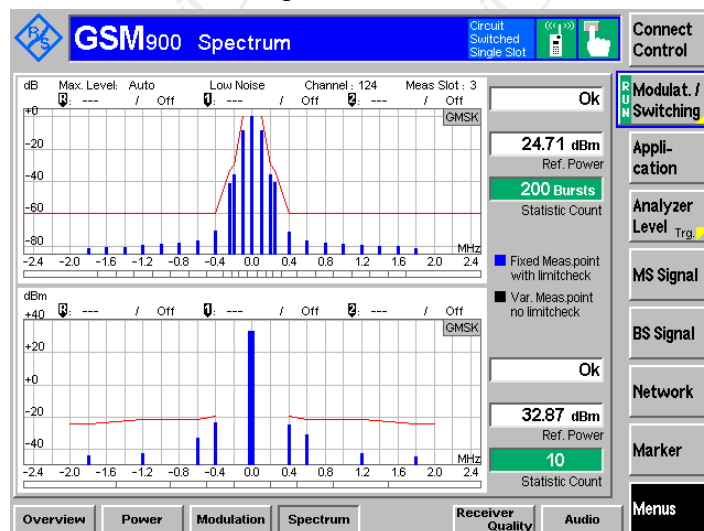 R&S
GSM900 Spectrum
Circuit Switched Single Slot
Connect Control
dB Max. Level: Auto Low Noise Channel : 124 Meas Slot : 3
R: --- / Off 1: --- / Off 2: --- / Off
+0
GMSK
-20
-40
-60
-80
MHz
-2.4 -2.0 -1.6 -1.2 -0.8 -0.4 0.0 0.4 0.8 1.2 1.6 2.0 2.4
Ok
24.71 dBm
Ref. Power
200 Bursts
Statistic Count
Fixed Meas.point with limitcheck
Var. Meas.point no limitcheck
dBm
+40 R: --- / Off 1: --- / Off 2: --- / Off
GMSK
+20
+0
-20
-40
MHz
-2.4 -2.0 -1.6 -1.2 -0.8 -0.4 0.0 0.4 0.8 1.2 1.6 2.0 2.4
Ok
32.87 dBm
Ref. Power
10
Statistic Count
RUN
Modulat. / Switching
Appli-
cation
Analyzer
Level Trg.
MS Signal
BS Signal
Network
Marker
Menus
Overview Power Modulation Spectrum Receiver Quality Audio